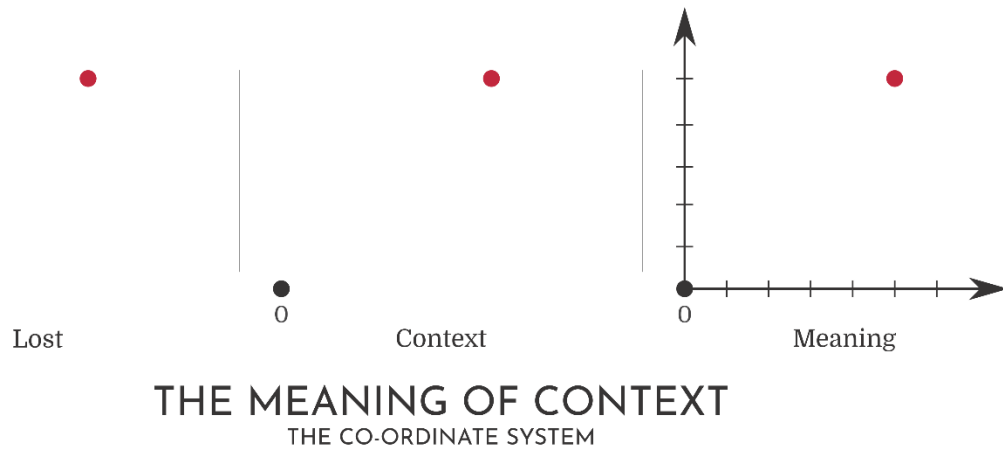 0
0
Lost
Context
Meaning
THE MEANING OF CONTEXT
THE CO-ORDINATE SYSTEM